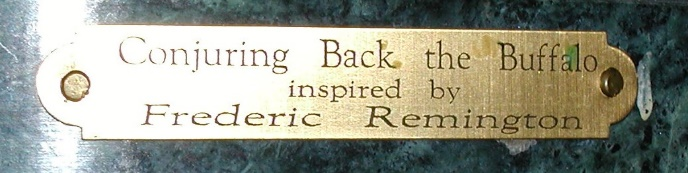 Conjuring Back the Buffalo
inspired by
Frederic Remington